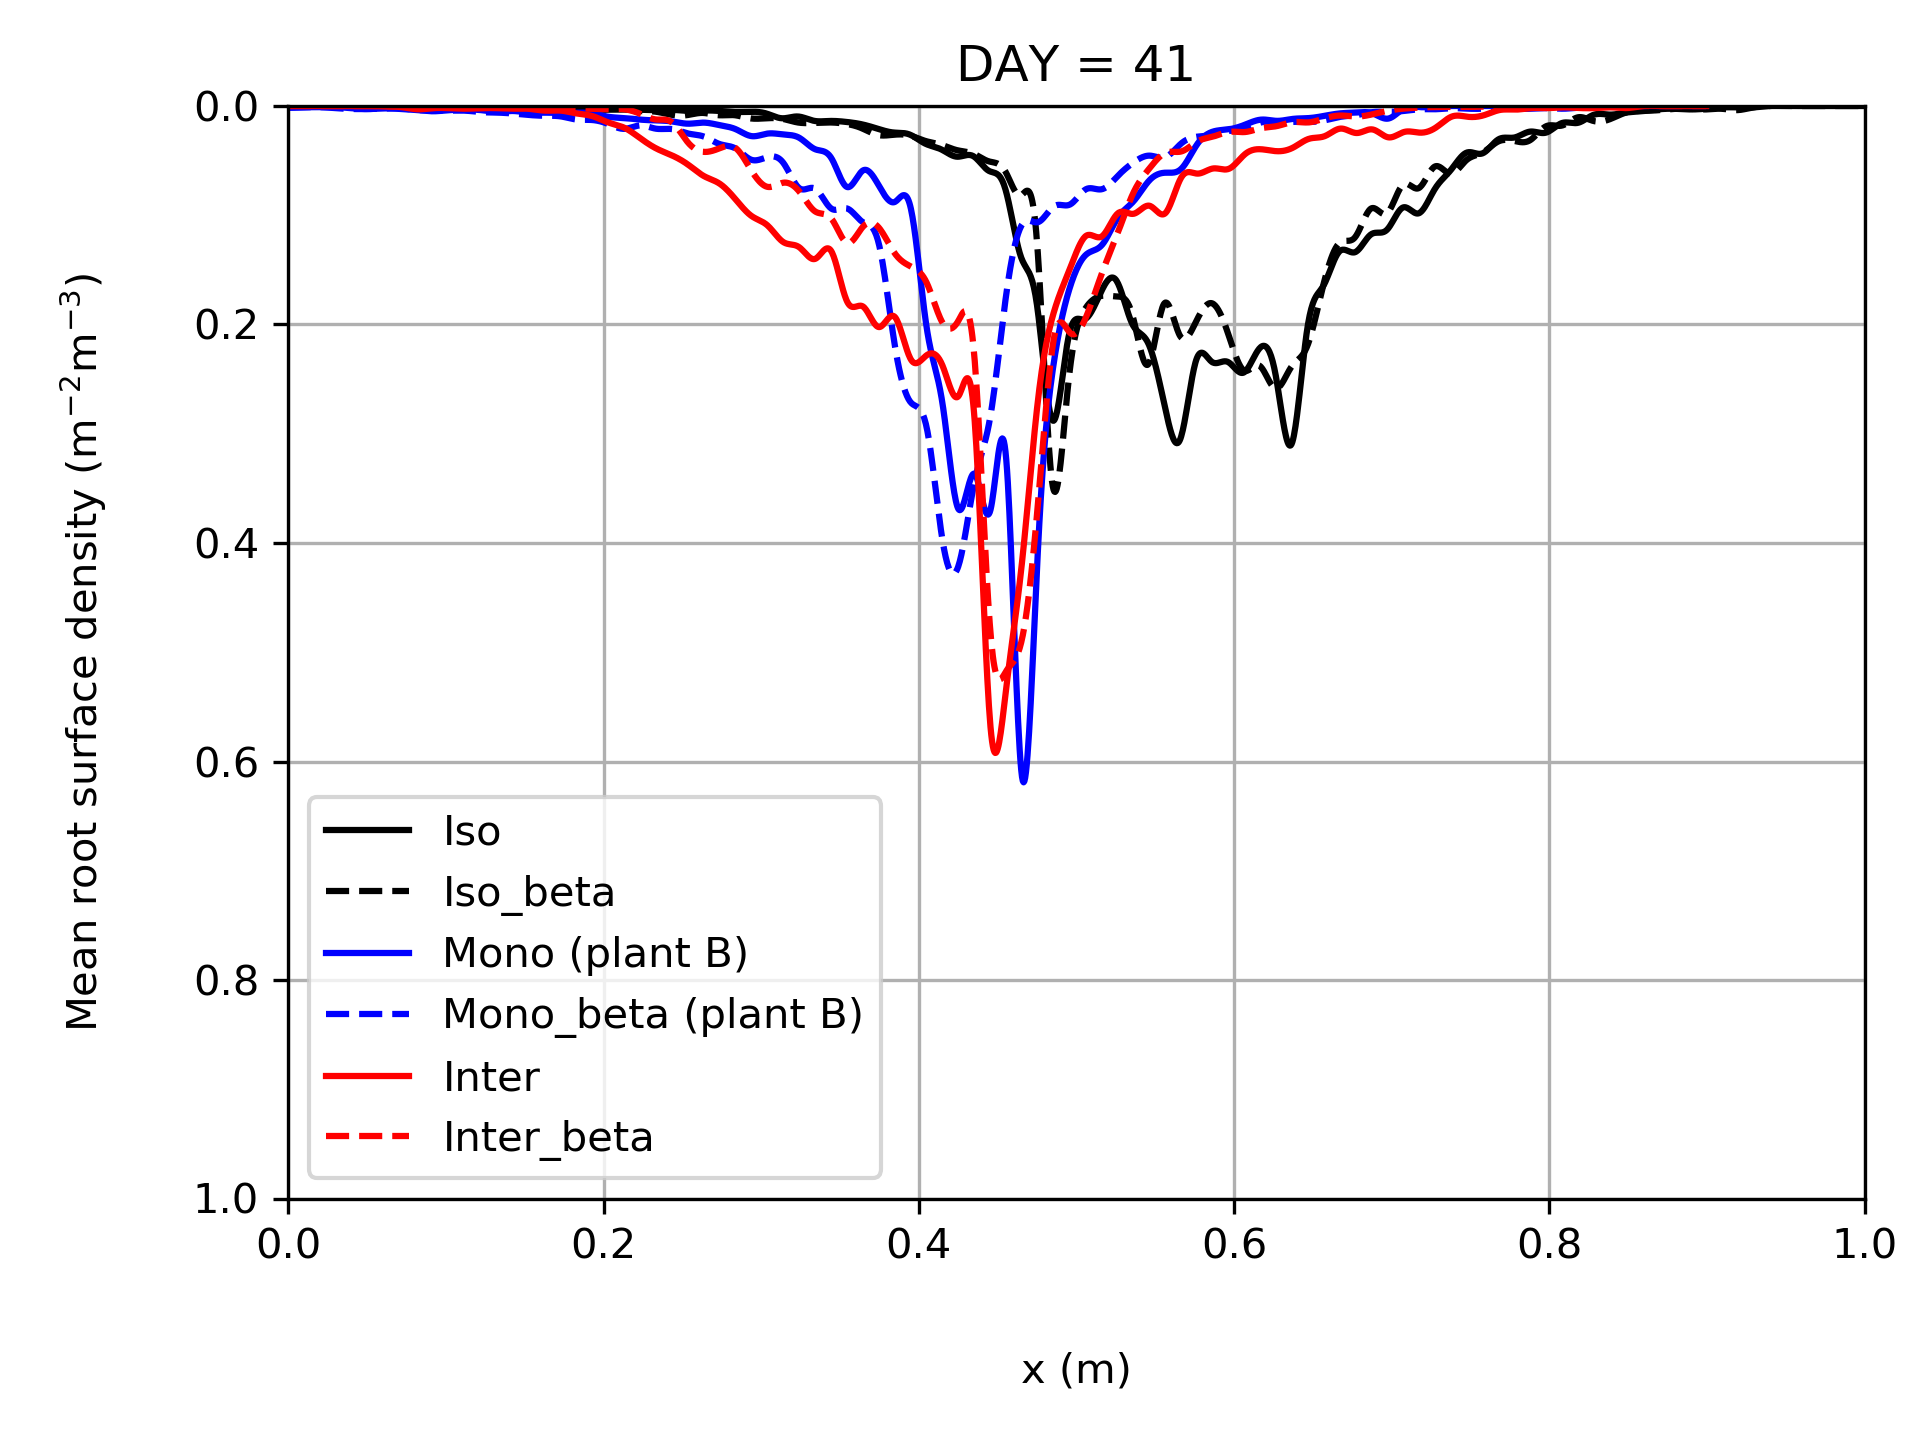 DAY = 41
Mean root surface density (m⁻²m⁻³)
0.0
0.2
0.4
0.6
0.8
1.0
Iso
Iso_beta
Mono (plant B)
Mono_beta (plant B)
Inter
Inter_beta
0.0 0.2 0.4 0.6 0.8 1.0
x (m)